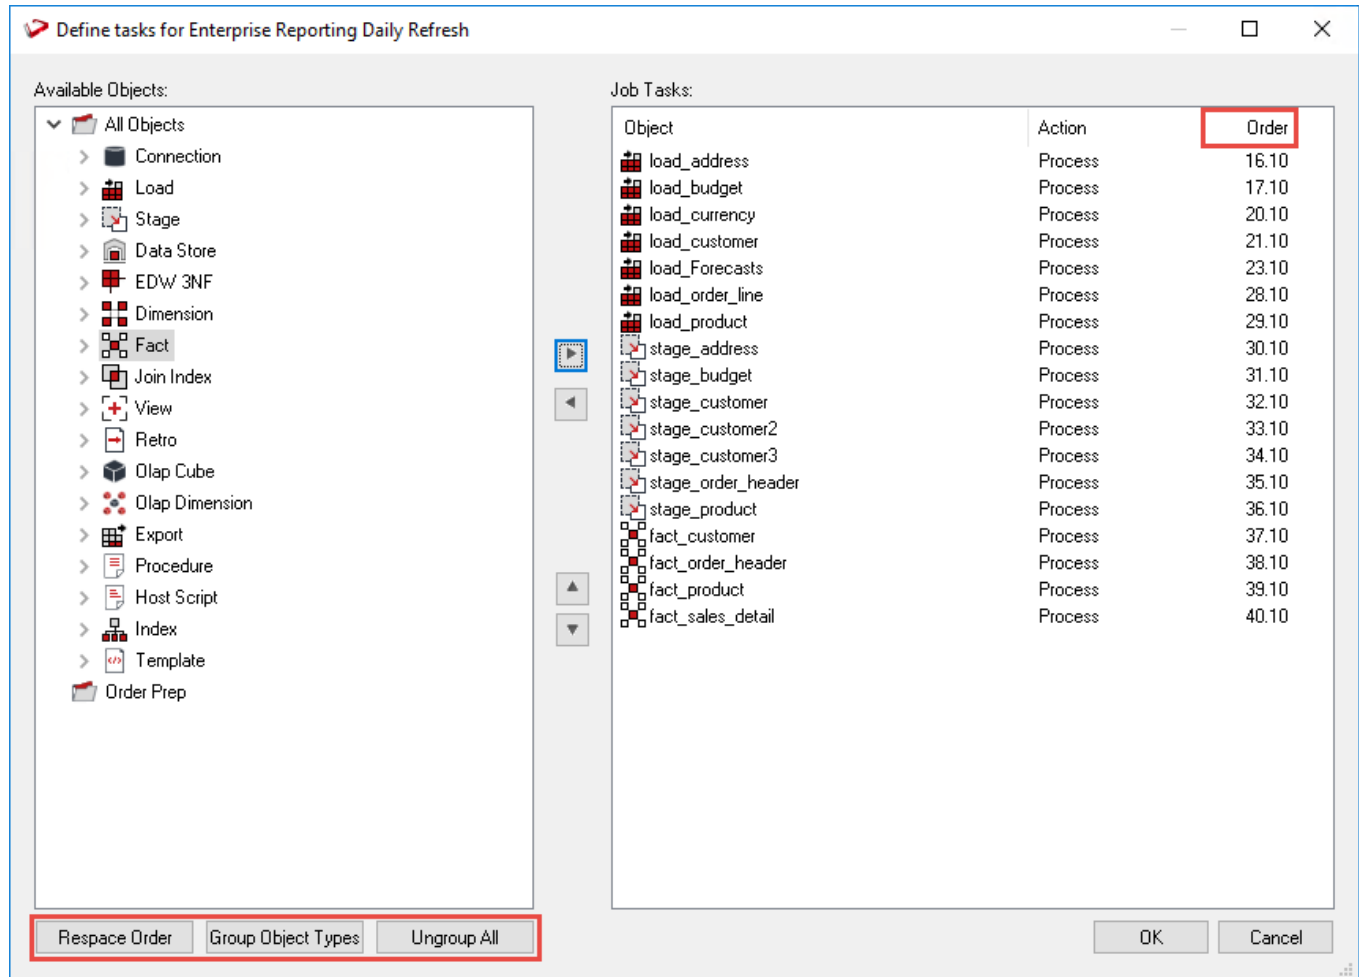 Define tasks for Enterprise Reporting Daily Refresh
Available Objects:
All Objects
Connection
Load
Stage
Data Store
EDW 3NF
Dimension
Fact
Join Index
View
Retro
Olap Cube
Olap Dimension
Export
Procedure
Host Script
Index
Template
Order Prep
Respace Order Group Object Types Ungroup All
Job Tasks:
Object Action Order
load_address Process 16.10
load_budget Process 17.10
load_currency Process 20.10
load_customer Process 21.10
load_Forecasts Process 23.10
load_order_line Process 28.10
load_product Process 29.10
stage_address Process 30.10
stage_budget Process 31.10
stage_customer Process 32.10
stage_customer2 Process 33.10
stage_customer3 Process 34.10
stage_order_header Process 35.10
stage_product Process 36.10
fact_customer Process 37.10
fact_order_header Process 38.10
fact_product Process 39.10
fact_sales_detail Process 40.10
OK Cancel